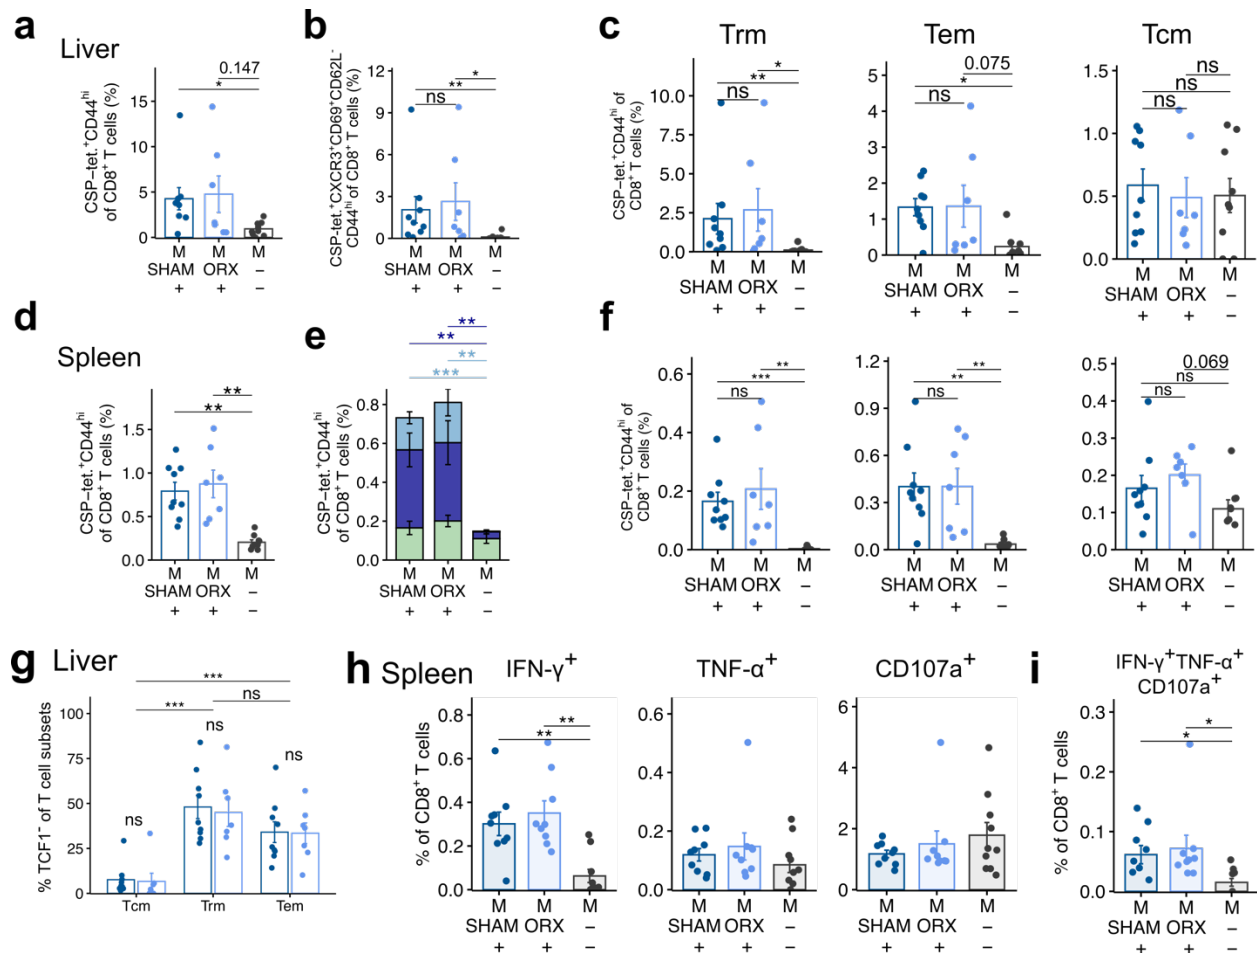 a
Liver
CSP–tet.⁺CD44ʰⁱ
of CD8⁺ T cells (%)
15
10
5
0
*
0.147
M
M
M
SHAM
ORX
+
+
–
b
CSP–tet.⁺CXCR3⁺CD69⁺CD62L⁻
CD44ʰⁱ of CD8⁺ T cells (%)
12
9
6
3
0
*
**
ns
M
M
M
SHAM
ORX
+
+
–
c
Trm
CSP–tet.⁺CD44ʰⁱ of
CD8⁺ T cells (%)
10.0
7.5
5.0
2.5
0.0
*
**
ns
M
M
M
SHAM
ORX
+
+
–
Tem
5
4
3
2
1
0
0.075
*
ns
M
M
M
SHAM
ORX
+
+
–
Tcm
1.5
1.0
0.5
0.0
ns
ns
ns
M
M
M
SHAM
ORX
+
+
–
d
Spleen
CSP–tet.⁺CD44ʰⁱ
of CD8⁺ T cells (%)
1.5
1.0
0.5
0.0
**
**
M
M
M
SHAM
ORX
+
+
–
e
CSP–tet.⁺CD44ʰⁱ
of CD8⁺ T cells (%)
0.8
0.6
0.4
0.2
0.0
**
**
**
***
M
M
M
SHAM
ORX
+
+
–
f
CSP–tet.⁺CD44ʰⁱ of
CD8⁺ T cells (%)
0.6
0.4
0.2
0.0
**
***
ns
M
M
M
SHAM
ORX
+
+
–
1.2
0.9
0.6
0.3
0.0
**
**
ns
M
M
M
SHAM
ORX
+
+
–
0.5
0.4
0.3
0.2
0.1
0.0
0.069
ns
ns
M
M
M
SHAM
ORX
+
+
–
g
Liver
% TCF1⁻ of T cell subsets
100
75
50
25
0
***
***
ns
ns
ns
ns
Tcm
Trm
Tem
h
Spleen
IFN-γ⁺
% of CD8⁺ T cells
0.8
0.6
0.4
0.2
0.0
**
**
M
M
M
SHAM
ORX
+
+
–
TNF-α⁺
0.6
0.4
0.2
0.0
M
M
M
SHAM
ORX
+
+
–
CD107a⁺
6
4
2
0
M
M
M
SHAM
ORX
+
+
–
i
IFN-γ⁺TNF-α⁺
CD107a⁺
% of CD8⁺ T cells
0.3
0.2
0.1
0.0
*
*
M
M
M
SHAM
ORX
+
+
–